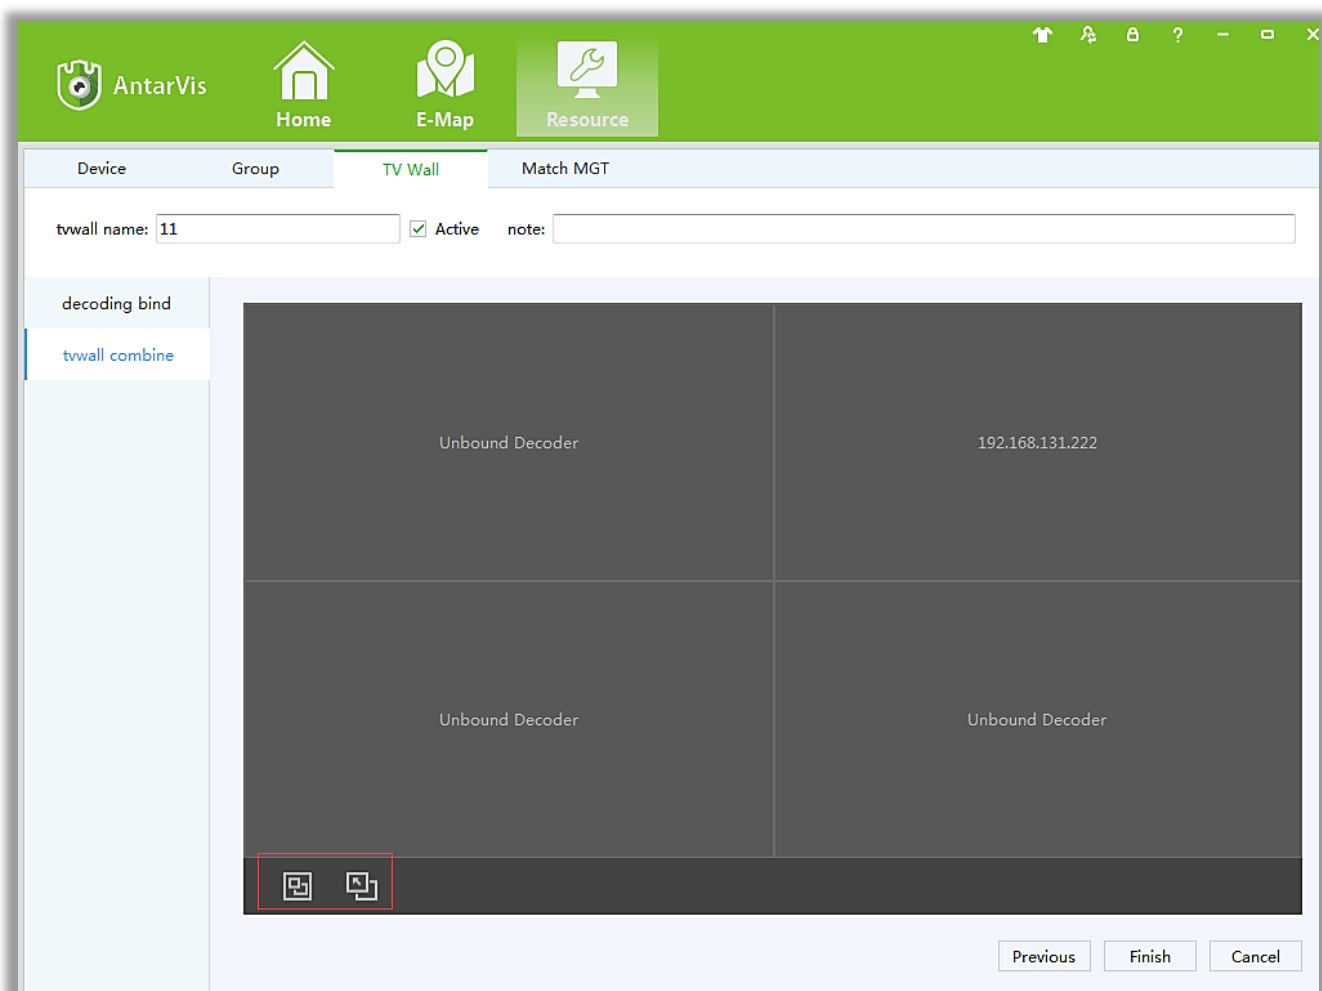 AntarVis
Home
E-Map
Resource
?
Device
Group
TV Wall
Match MGT
tvwall name: 11
Active
note:
decoding bind
tvwall combine
Unbound Decoder
192.168.131.222
Unbound Decoder
Unbound Decoder
Previous
Finish
Cancel